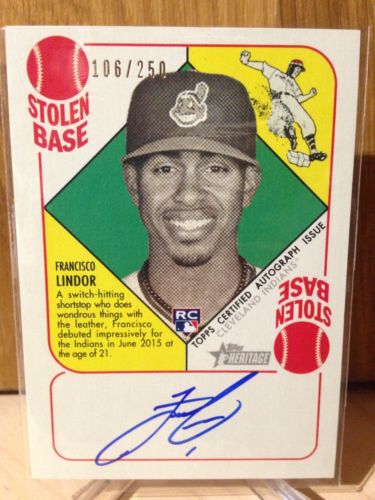 106/250
STOLEN
BASE
FRANCISCO
LINDOR
A switch-hitting
shortstop who does
wondrous things with
the leather, Francisco
debuted impressively for
the Indians in June 2015 at
the age of 21.
RC
TOPPS CERTIFIED AUTOGRAPH ISSUE
CLEVELAND INDIANS™
Topps
HERITAGE
STOLEN
BASE